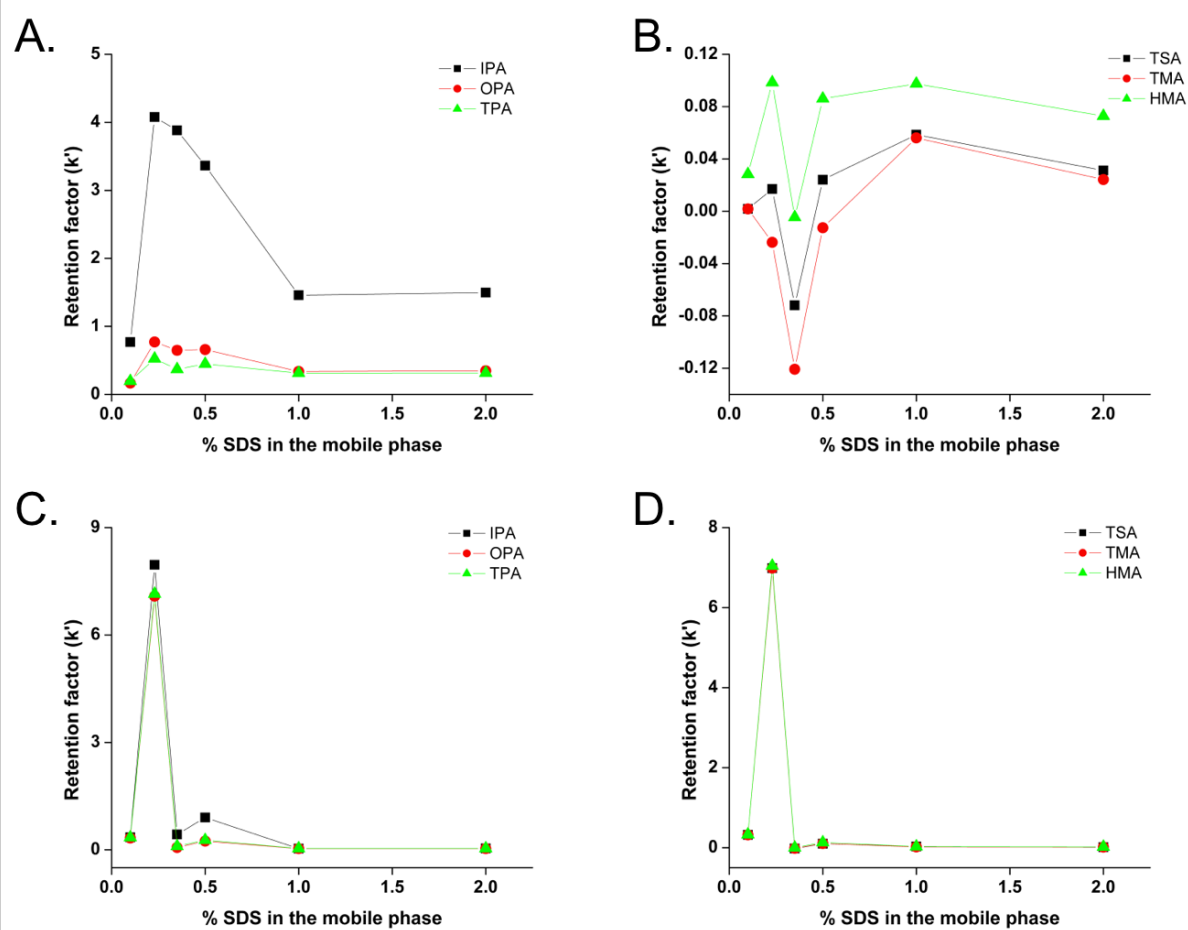 A.
5
4
3
2
1
0
0.0 0.5 1.0 1.5 2.0
Retention factor (k')
% SDS in the mobile phase
IPA
OPA
TPA
B.
0.12
0.08
0.04
0.00
-0.04
-0.08
-0.12
0.0 0.5 1.0 1.5 2.0
Retention factor (k')
% SDS in the mobile phase
TSA
TMA
HMA
C.
9
6
3
0
0.0 0.5 1.0 1.5 2.0
Retention factor (k')
% SDS in the mobile phase
IPA
OPA
TPA
D.
8
6
4
2
0
0.0 0.5 1.0 1.5 2.0
Retention factor (k')
% SDS in the mobile phase
TSA
TMA
HMA